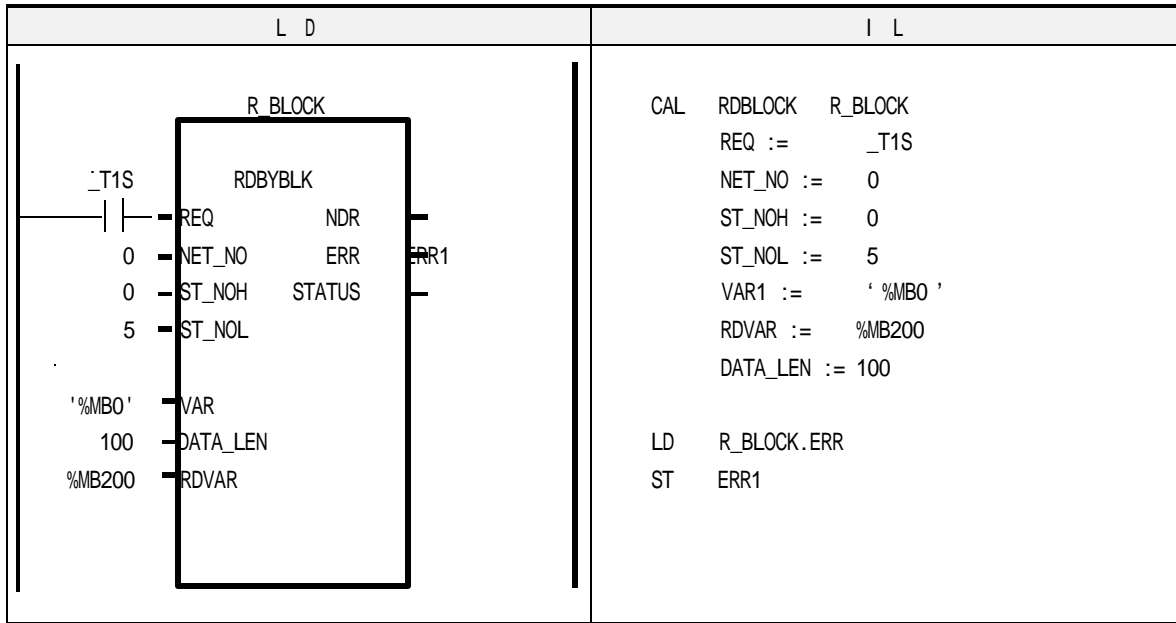 L D
I L
R_BLOCK
_T1S RDBYBLK
REQ NDR
0 NET_NO ERR ERR1
0 ST_NOH STATUS
5 ST_NOL
'%MB0' VAR
100 DATA_LEN
%MB200 RDVAR
CAL RDBLOCK R_BLOCK
REQ := _T1S
NET_NO := 0
ST_NOH := 0
ST_NOL := 5
VAR1 := ‘ %MB0 ’
RDVAR := %MB200
DATA_LEN := 100
LD R_BLOCK.ERR
ST ERR1